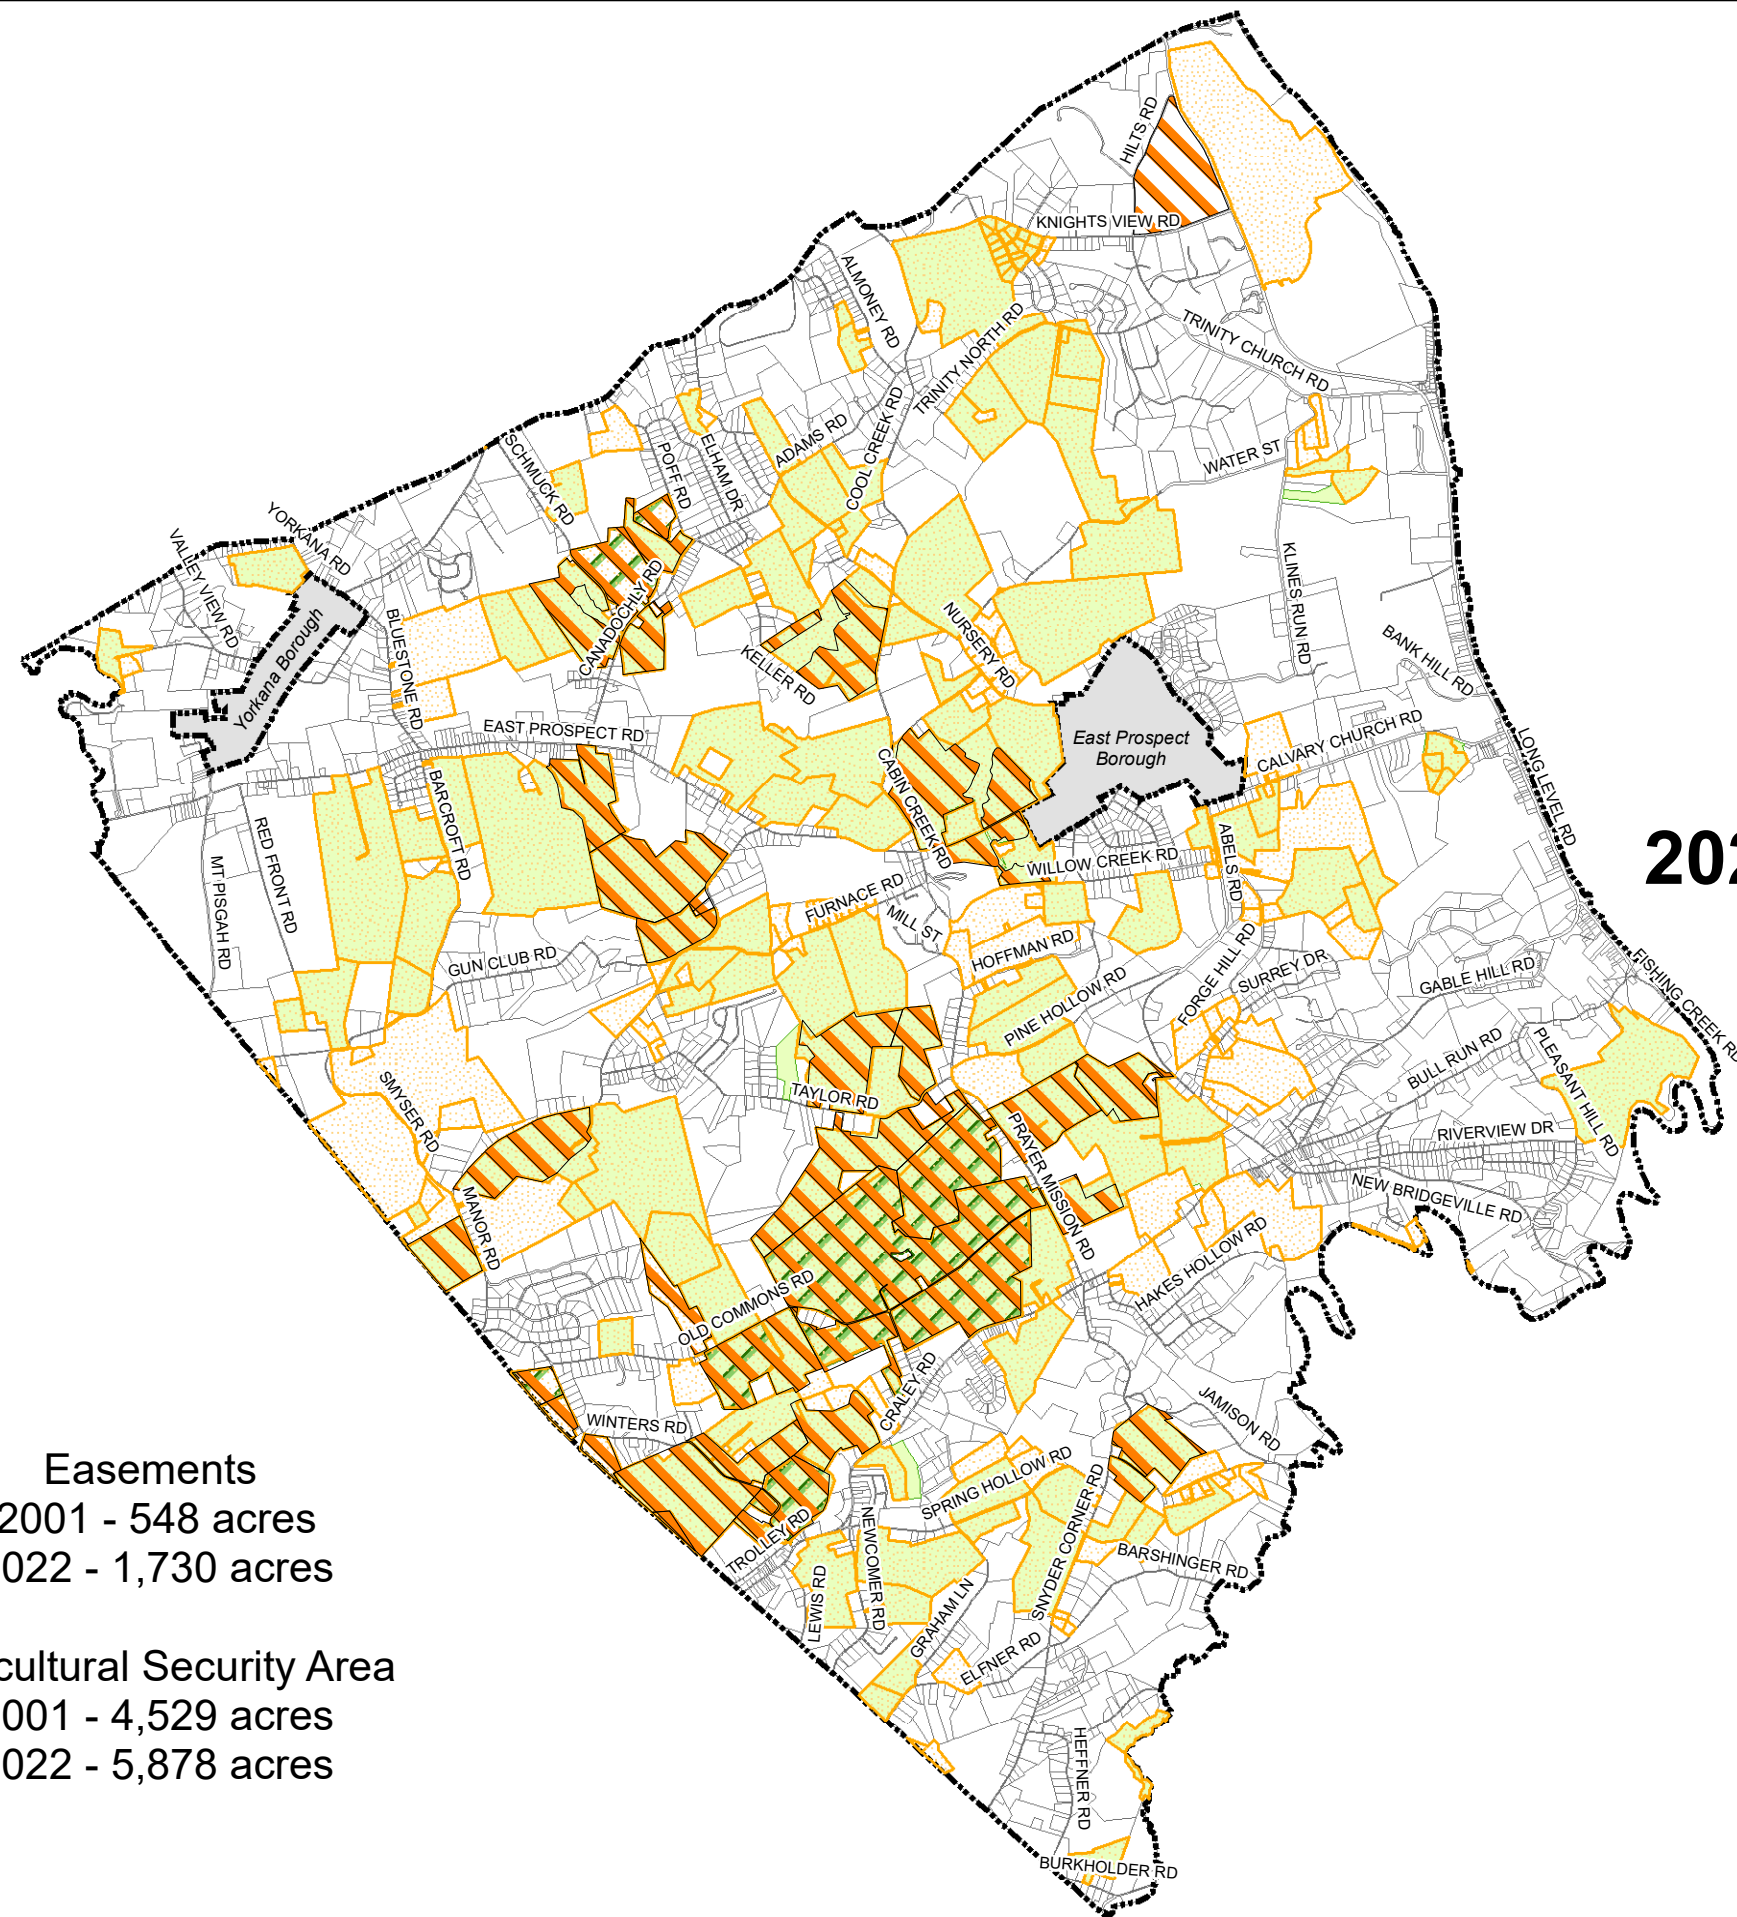 HILTS RD
KNIGHTS VIEW RD
ALMONEY RD
TRINITY NORTH RD
TRINITY CHURCH RD
COOL CREEK RD
ADAMS RD
ELHAM DR
POFF RD
SCHMUCK RD
WATER ST
YORKANA RD
VALLEY VIEW RD
Yorkana Borough
BLUESTONE RD
CANADOCHLY RD
KELLER RD
NURSERY RD
KLINES RUN RD
BANK HILL RD
EAST PROSPECT RD
East Prospect
Borough
CALVARY CHURCH RD
LONG LEVEL RD
CABIN CREEK RD
BARCROFT RD
RED FRONT RD
MT PISGAH RD
WILLOW CREEK RD
ABELS RD
202
FURNACE RD
MILL ST
HOFFMAN RD
GUN CLUB RD
PINE HOLLOW RD
FORGE HILL RD
SURREY DR
GABLE HILL RD
FISHING CREEK RD
BULL RUN RD
PLEASANT HILL RD
SMYSER RD
TAYLOR RD
PRAYER MISSION RD
RIVERVIEW DR
NEW BRIDGEVILLE RD
MANOR RD
HAKES HOLLOW RD
OLD COMMONS RD
CRALEY RD
JAMISON RD
WINTERS RD
SPRING HOLLOW RD
SNYDER CORNER RD
TROLLEY RD
NEWCOMER RD
LEWIS RD
GRAHAM LN
BARSHINGER RD
ELFNER RD
HEFFNER RD
BURKHOLDER RD
Easements
2001 - 548 acres
022 - 1,730 acres
cultural Security Area
001 - 4,529 acres
022 - 5,878 acres